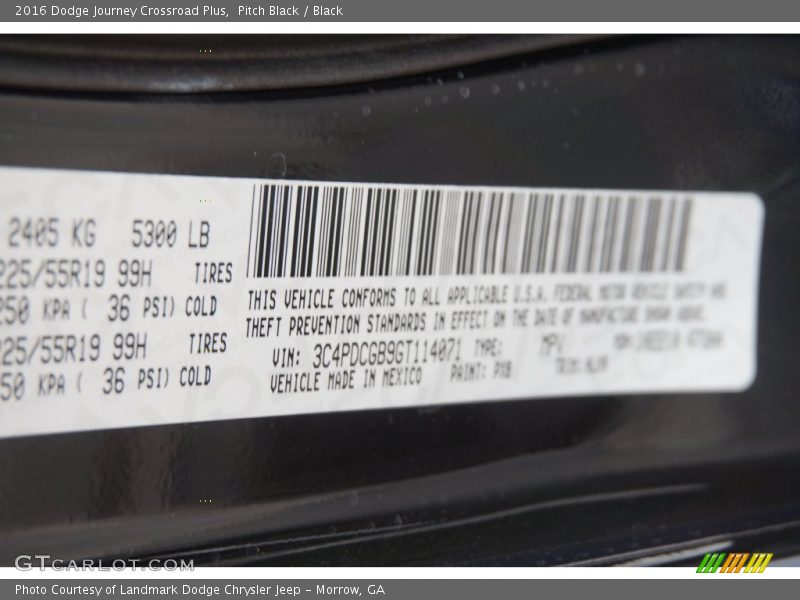 2016 Dodge Journey Crossroad Plus,  Pitch Black / Black
2405 KG 5300 LB
225/55R19 99H TIRES
250 KPA ( 36 PSI) COLD
225/55R19 99H TIRES
50 KPA ( 36 PSI) COLD
THIS VEHICLE CONFORMS TO ALL APPLICABLE U.S.A. FEDERAL MOTOR VEHICLE SAFETY AND
THEFT PREVENTION STANDARDS IN EFFECT ON THE DATE OF MANUFACTURE SHOWN ABOVE.
VIN: 3C4PDCGB9GT114071 TYPE: MPV
VEHICLE MADE IN MEXICO PAINT: PX8
GTCARLOT.COM
Photo Courtesy of Landmark Dodge Chrysler Jeep – Morrow, GA